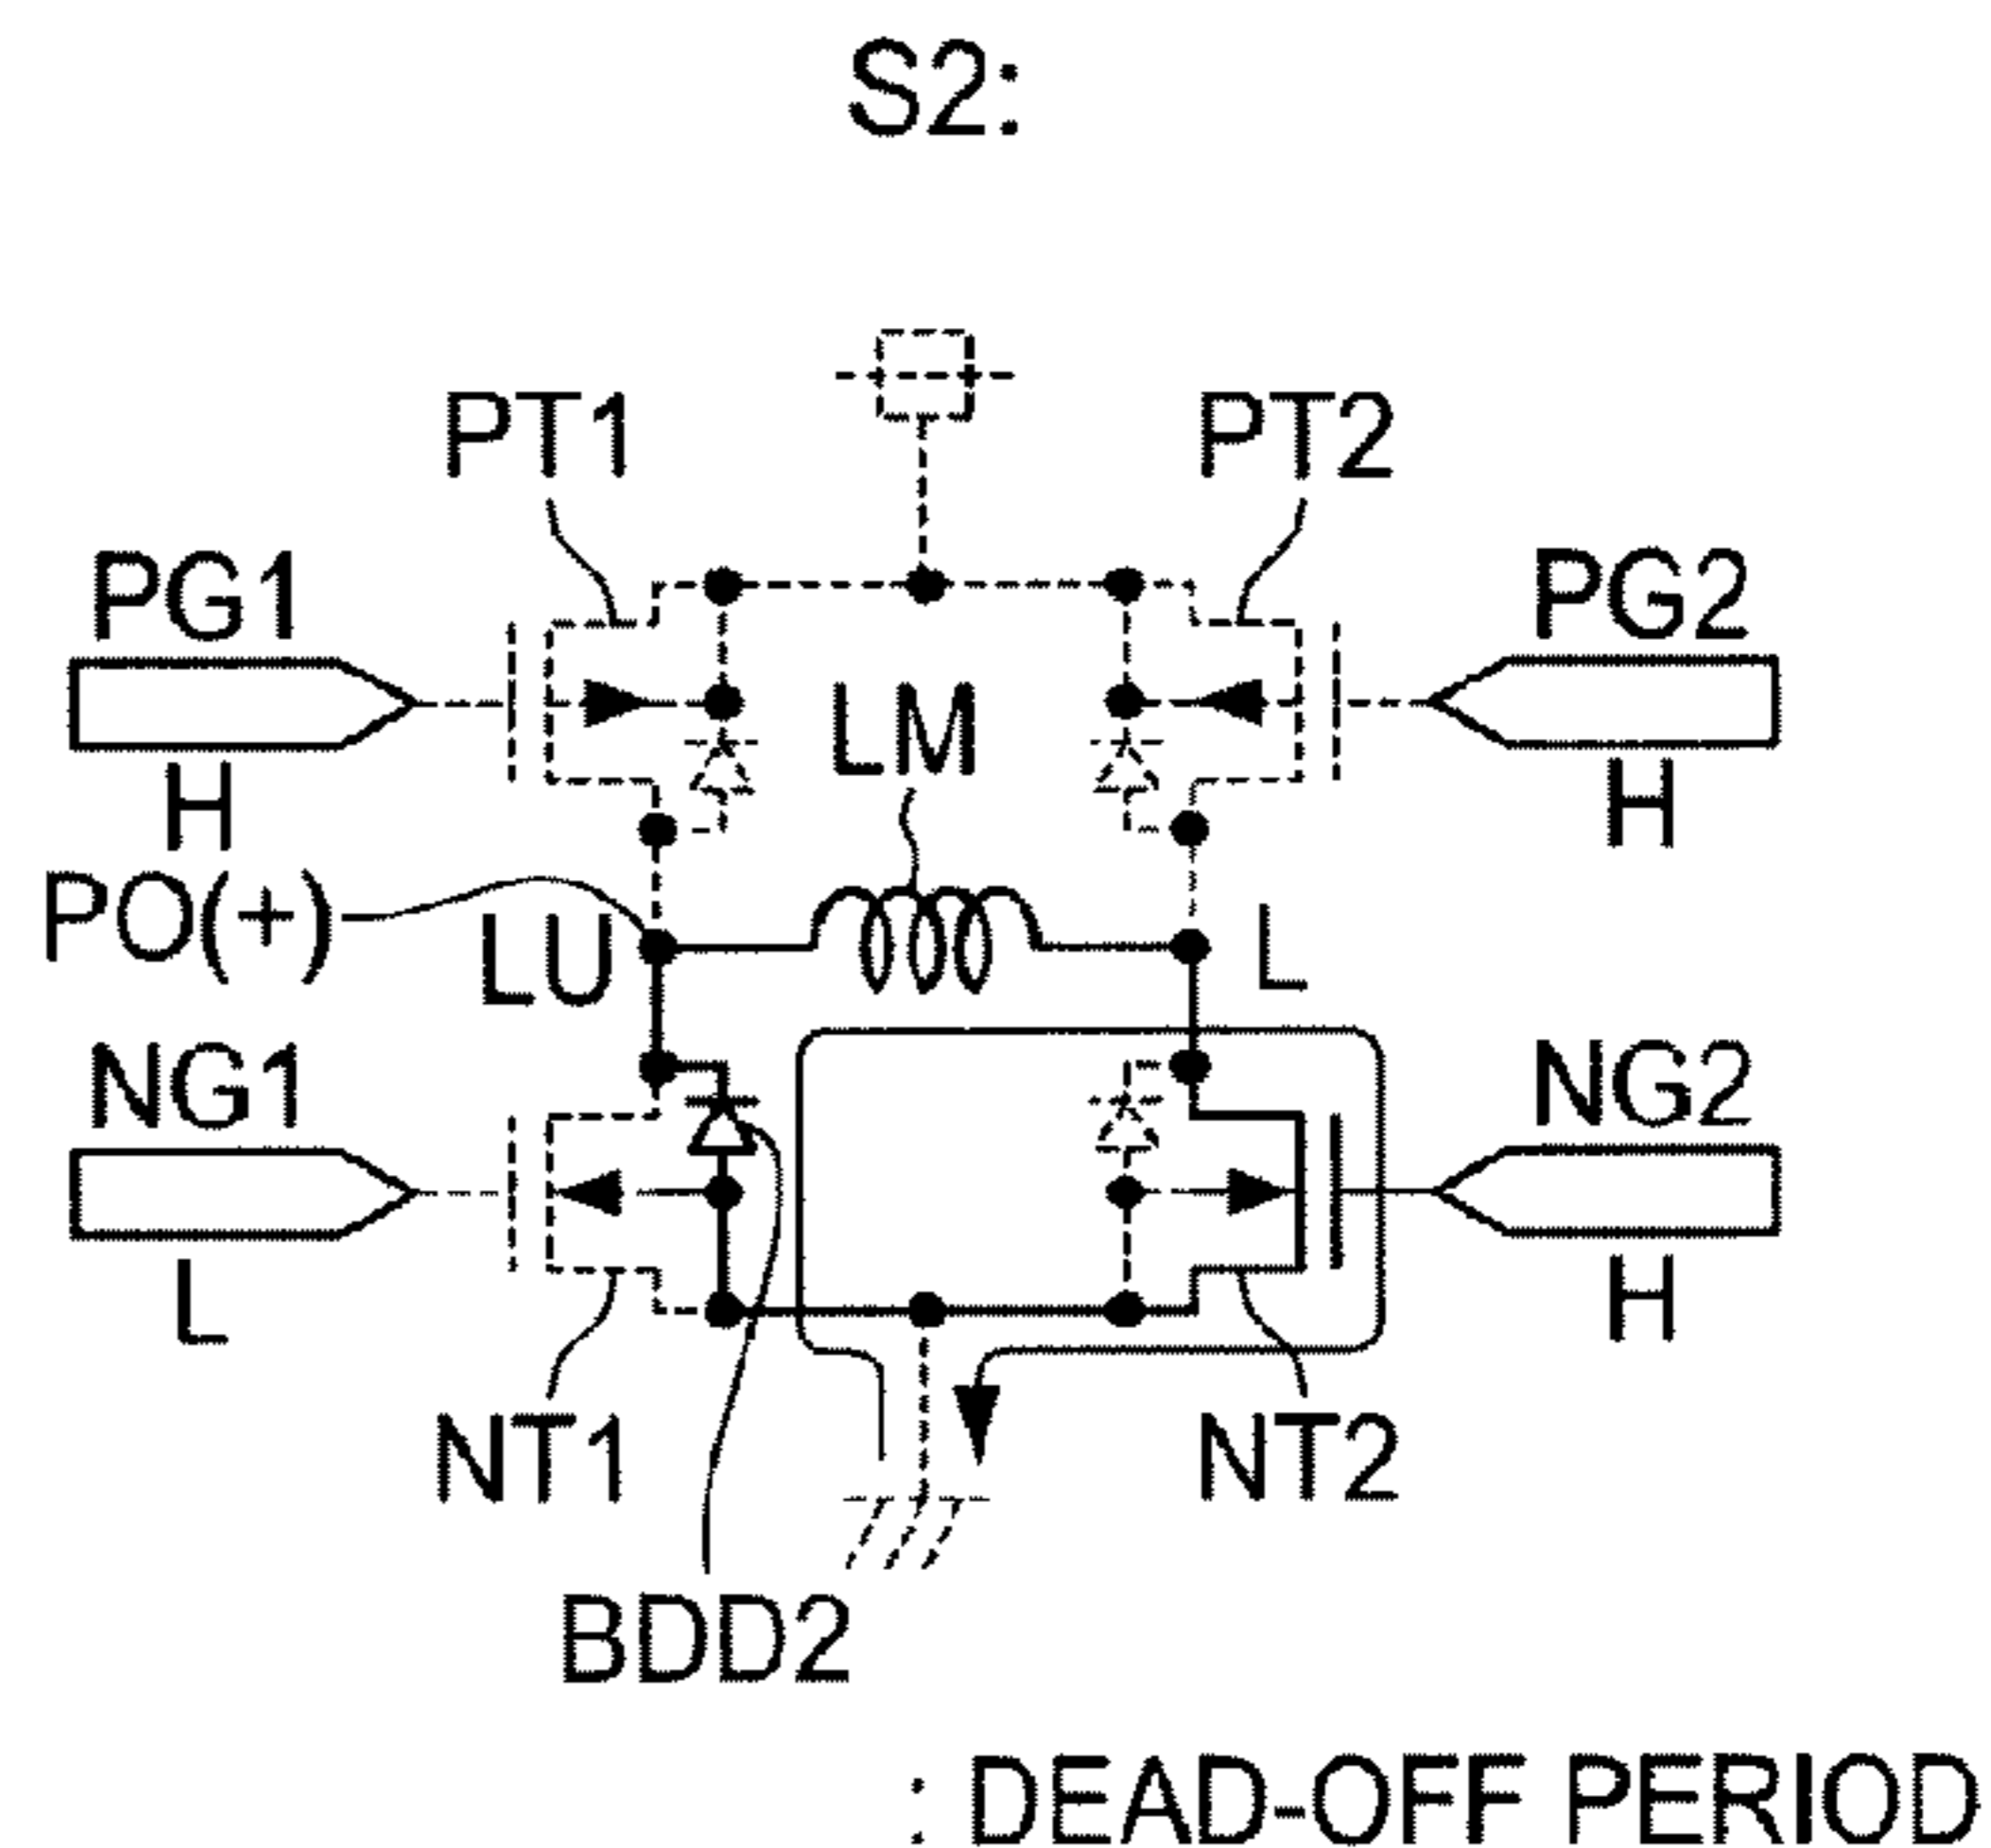 S2:
PT1
PT2
PG1
PG2
LM
H
H
PO(+)
LU
L
NG1
NG2
L
H
NT1
NT2
BDD2
: DEAD-OFF PERIOD